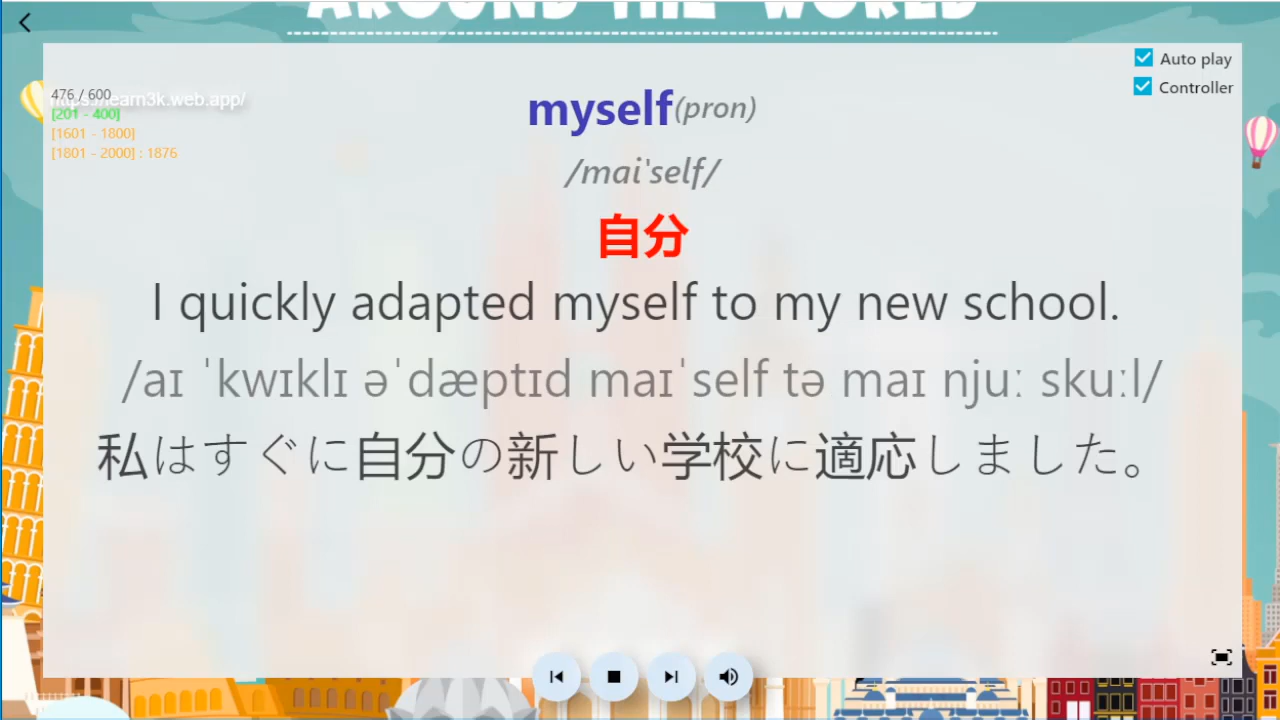 AROUND THE WORLD
Auto play
Controller
476 / 600
https://learn3k.web.app/
[201 - 400]
[1601 - 1800]
[1801 - 2000] : 1876
myself(pron)
/mai'self/
自分
I quickly adapted myself to my new school.
/aɪ ˈkwɪklɪ əˈdæptɪd maɪˈself tə maɪ njuː skuːl/
私はすぐに自分の新しい学校に適応しました。